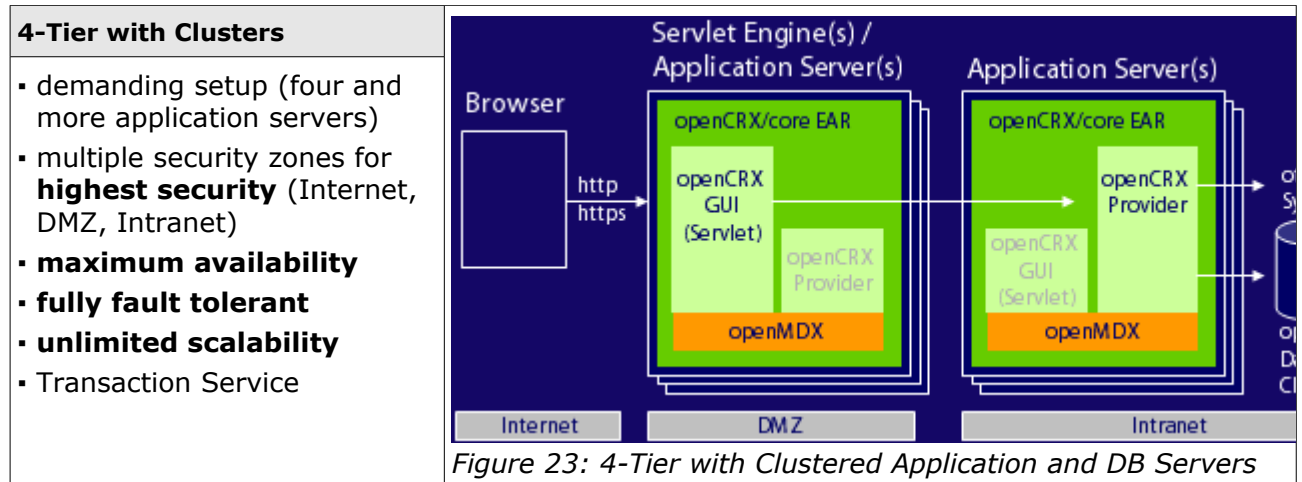 4-Tier with Clusters
▪ demanding setup (four and
more application servers)
▪ multiple security zones for
highest security (Internet,
DMZ, Intranet)
▪ maximum availability
▪ fully fault tolerant
▪ unlimited scalability
▪ Transaction Service
Servlet Engine(s) /
Application Server(s)
Application Server(s)
Browser
openCRX/core EAR
openCRX/core EAR
http
https
openCRX
GUI
(Servlet)
openCRX
Provider
openCRX
Provider
openCRX
GUI
(Servlet)
openMDX
openMDX
Internet
DMZ
Intranet
Figure 23: 4-Tier with Clustered Application and DB Servers